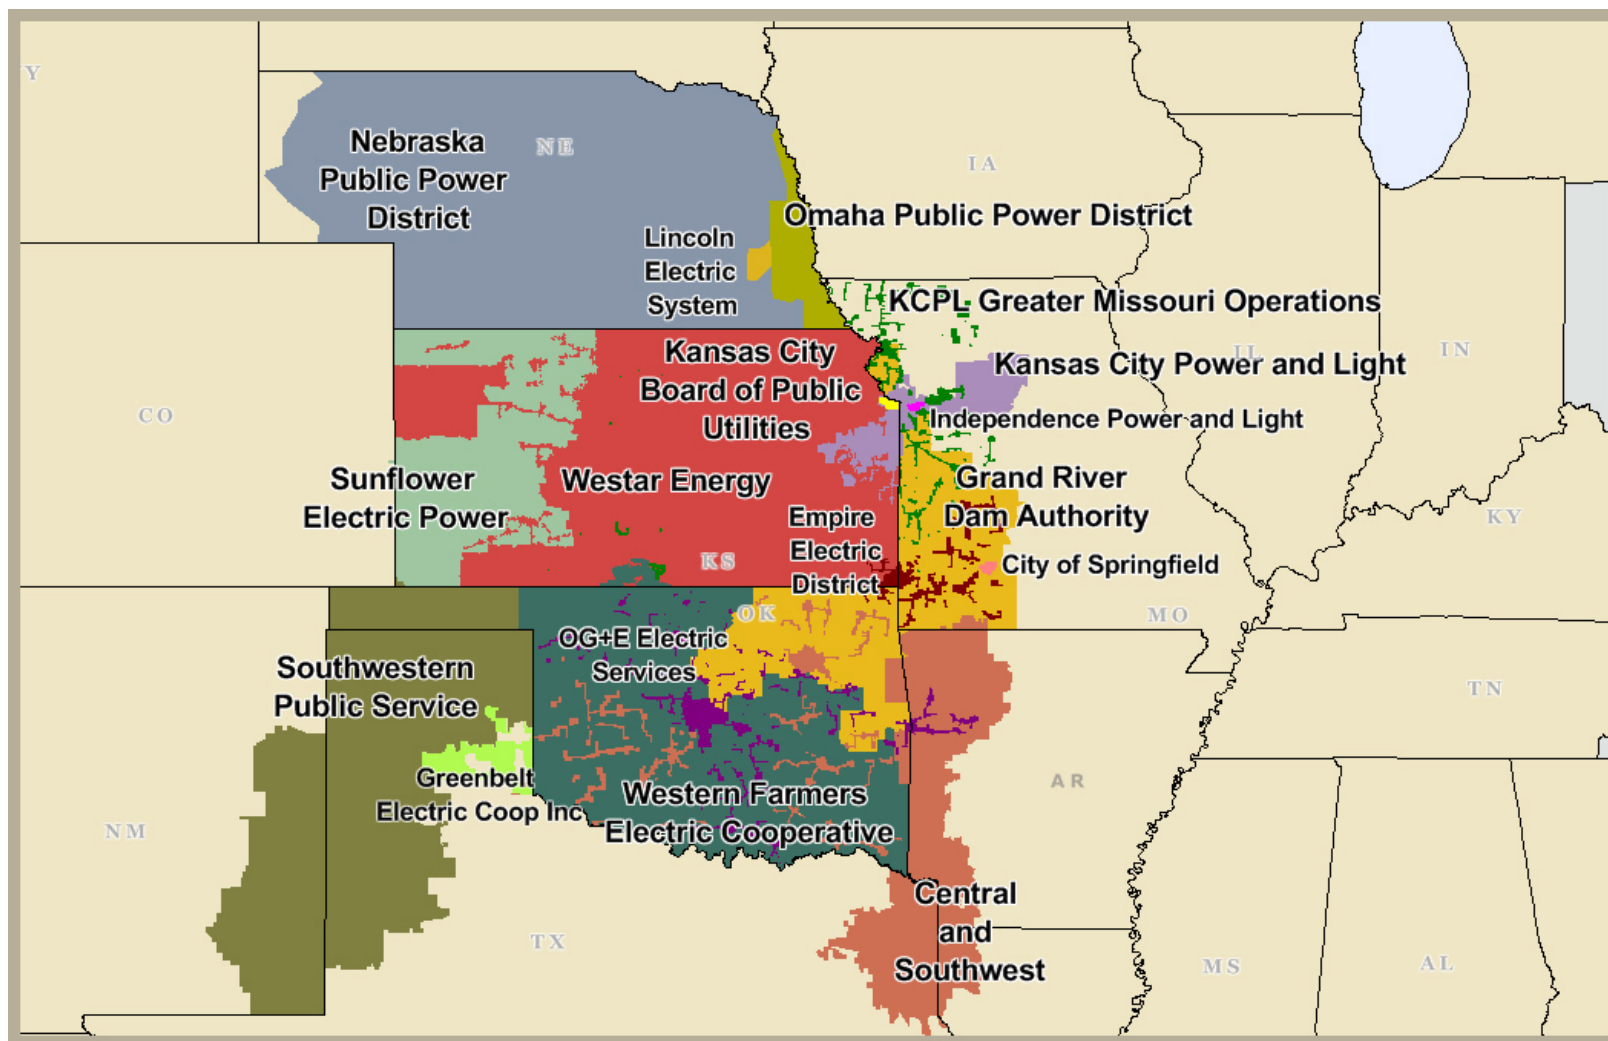 Y
NE
Nebraska
Public Power
District
IA
Omaha Public Power District
Lincoln
Electric
System
KCPL Greater Missouri Operations
Kansas City
Board of Public
Utilities
IL
IN
Kansas City Power and Light
CO
Independence Power and Light
Sunflower
Electric Power
Westar Energy
Grand River
Dam Authority
KY
Empire
Electric
District
KS
City of Springfield
OK
MO
OG+E Electric
Services
Southwestern
Public Service
TN
Greenbelt
Electric Coop Inc
Western Farmers
Electric Cooperative
AR
NM
Central
and
Southwest
TX
MS
AL